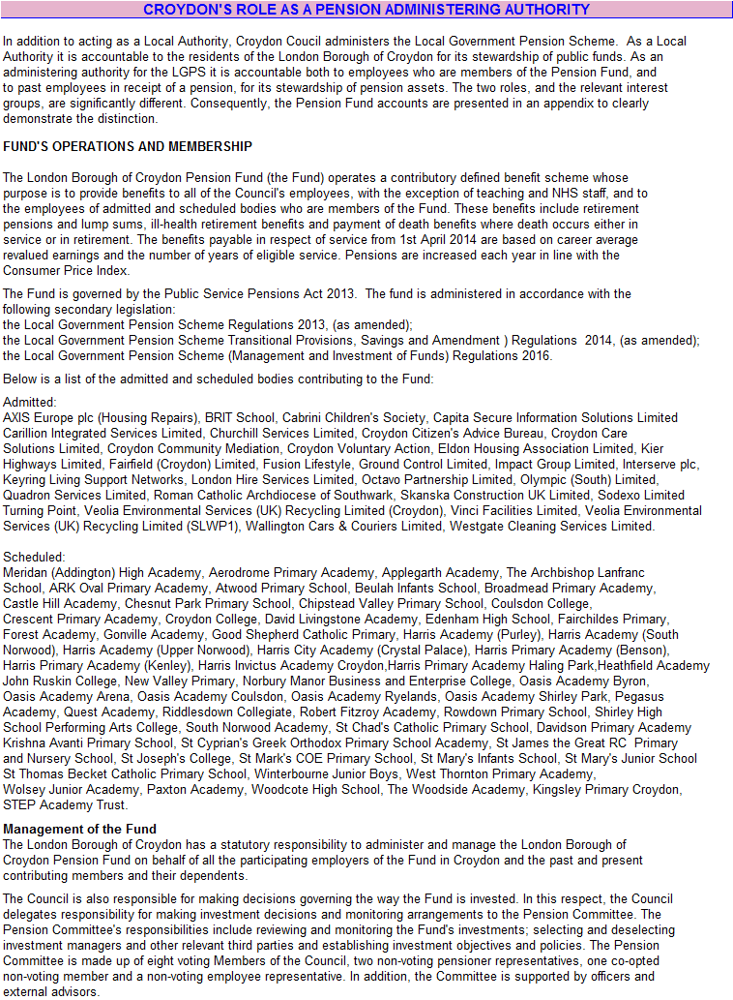 CROYDON'S ROLE AS A PENSION ADMINISTERING AUTHORITY
In addition to acting as a Local Authority, Croydon Coucil administers the Local Government Pension Scheme.  As a Local
Authority it is accountable to the residents of the London Borough of Croydon for its stewardship of public funds. As an
administering authority for the LGPS it is accountable both to employees who are members of the Pension Fund, and
to past employees in receipt of a pension, for its stewardship of pension assets. The two roles, and the relevant interest
groups, are significantly different. Consequently, the Pension Fund accounts are presented in an appendix to clearly
demonstrate the distinction.
FUND'S OPERATIONS AND MEMBERSHIP
The London Borough of Croydon Pension Fund (the Fund) operates a contributory defined benefit scheme whose
purpose is to provide benefits to all of the Council's employees, with the exception of teaching and NHS staff, and to
the employees of admitted and scheduled bodies who are members of the Fund. These benefits include retirement
pensions and lump sums, ill-health retirement benefits and payment of death benefits where death occurs either in
service or in retirement. The benefits payable in respect of service from 1st April 2014 are based on career average
revalued earnings and the number of years of eligible service. Pensions are increased each year in line with the
Consumer Price Index.
The Fund is governed by the Public Service Pensions Act 2013.  The fund is administered in accordance with the
following secondary legislation:
the Local Government Pension Scheme Regulations 2013, (as amended);
the Local Government Pension Scheme Transitional Provisions, Savings and Amendment ) Regulations  2014, (as amended);
the Local Government Pension Scheme (Management and Investment of Funds) Regulations 2016.
Below is a list of the admitted and scheduled bodies contributing to the Fund:
Admitted:
AXIS Europe plc (Housing Repairs), BRIT School, Cabrini Children's Society, Capita Secure Information Solutions Limited
Carillion Integrated Services Limited, Churchill Services Limited, Croydon Citizen's Advice Bureau, Croydon Care
Solutions Limited, Croydon Community Mediation, Croydon Voluntary Action, Eldon Housing Association Limited, Kier
Highways Limited, Fairfield (Croydon) Limited, Fusion Lifestyle, Ground Control Limited, Impact Group Limited, Interserve plc,
Keyring Living Support Networks, London Hire Services Limited, Octavo Partnership Limited, Olympic (South) Limited,
Quadron Services Limited, Roman Catholic Archdiocese of Southwark, Skanska Construction UK Limited, Sodexo Limited
Turning Point, Veolia Environmental Services (UK) Recycling Limited (Croydon), Vinci Facilities Limited, Veolia Environmental
Services (UK) Recycling Limited (SLWP1), Wallington Cars & Couriers Limited, Westgate Cleaning Services Limited.
Scheduled:
Meridan (Addington) High Academy, Aerodrome Primary Academy, Applegarth Academy, The Archbishop Lanfranc
School, ARK Oval Primary Academy, Atwood Primary School, Beulah Infants School, Broadmead Primary Academy,
Castle Hill Academy, Chesnut Park Primary School, Chipstead Valley Primary School, Coulsdon College,
Crescent Primary Academy, Croydon College, David Livingstone Academy, Edenham High School, Fairchildes Primary,
Forest Academy, Gonville Academy, Good Shepherd Catholic Primary, Harris Academy (Purley), Harris Academy (South
Norwood), Harris Academy (Upper Norwood), Harris City Academy (Crystal Palace), Harris Primary Academy (Benson),
Harris Primary Academy (Kenley), Harris Invictus Academy Croydon,Harris Primary Academy Haling Park,Heathfield Academy
John Ruskin College, New Valley Primary, Norbury Manor Business and Enterprise College, Oasis Academy Byron,
Oasis Academy Arena, Oasis Academy Coulsdon, Oasis Academy Ryelands, Oasis Academy Shirley Park, Pegasus
Academy, Quest Academy, Riddlesdown Collegiate, Robert Fitzroy Academy, Rowdown Primary School, Shirley High
School Performing Arts College, South Norwood Academy, St Chad's Catholic Primary School, Davidson Primary Academy
Krishna Avanti Primary School, St Cyprian's Greek Orthodox Primary School Academy, St James the Great RC  Primary
and Nursery School, St Joseph's College, St Mark's COE Primary School, St Mary's Infants School, St Mary's Junior School
St Thomas Becket Catholic Primary School, Winterbourne Junior Boys, West Thornton Primary Academy,
Wolsey Junior Academy, Paxton Academy, Woodcote High School, The Woodside Academy, Kingsley Primary Croydon,
STEP Academy Trust.
Management of the Fund
The London Borough of Croydon has a statutory responsibility to administer and manage the London Borough of
Croydon Pension Fund on behalf of all the participating employers of the Fund in Croydon and the past and present
contributing members and their dependents.
The Council is also responsible for making decisions governing the way the Fund is invested. In this respect, the Council
delegates responsibility for making investment decisions and monitoring arrangements to the Pension Committee. The
Pension Committee's responsibilities include reviewing and monitoring the Fund's investments; selecting and deselecting
investment managers and other relevant third parties and establishing investment objectives and policies. The Pension
Committee is made up of eight voting Members of the Council, two non-voting pensioner representatives, one co-opted
non-voting member and a non-voting employee representative. In addition, the Committee is supported by officers and
external advisors.